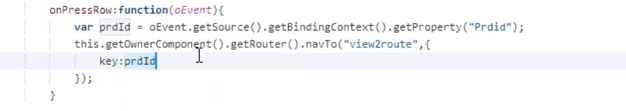 onPressRow:function(oEvent){
var prdId = oEvent.getSource().getBindingContext().getProperty("Prdid");
this.getOwnerComponent().getRouter().navTo("view2route",{
key:prdId
});
}